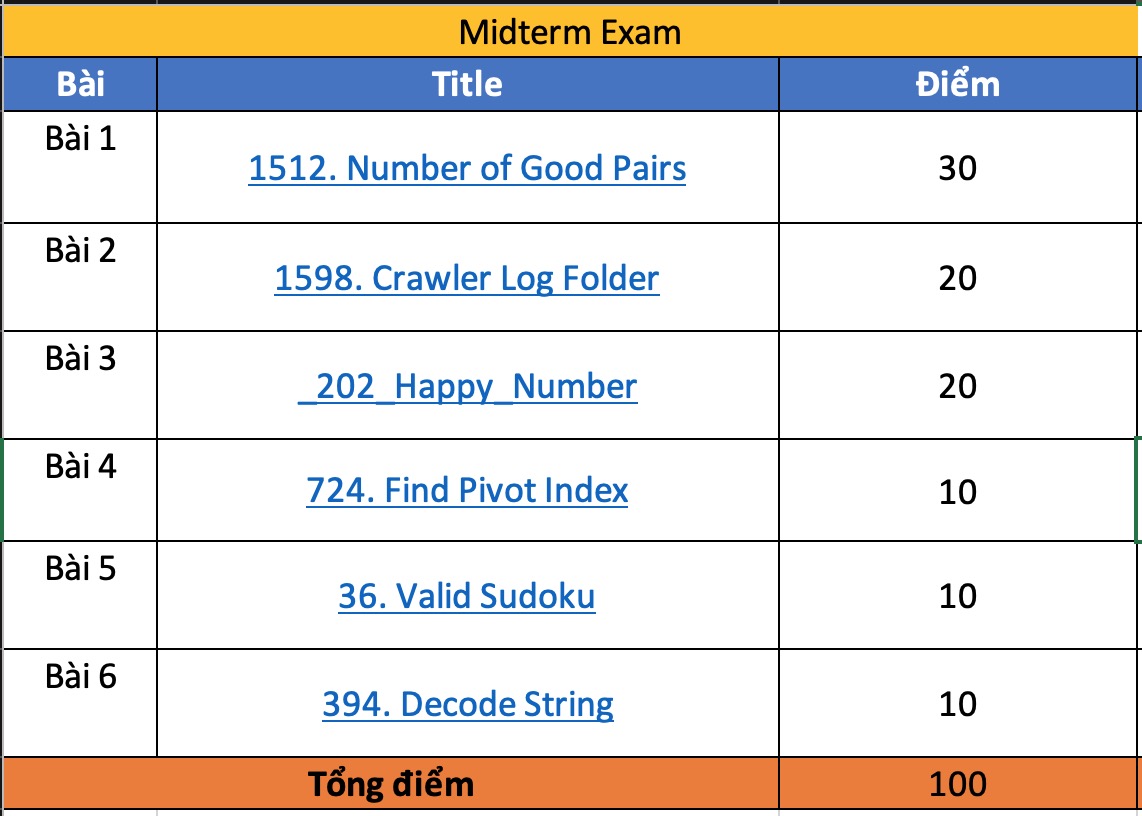 Midterm Exam
Bài Title Điểm
Bài 1 1512. Number of Good Pairs 30
Bài 2 1598. Crawler Log Folder 20
Bài 3 _202_Happy_Number 20
Bài 4 724. Find Pivot Index 10
Bài 5 36. Valid Sudoku 10
Bài 6 394. Decode String 10
Tổng điểm 100